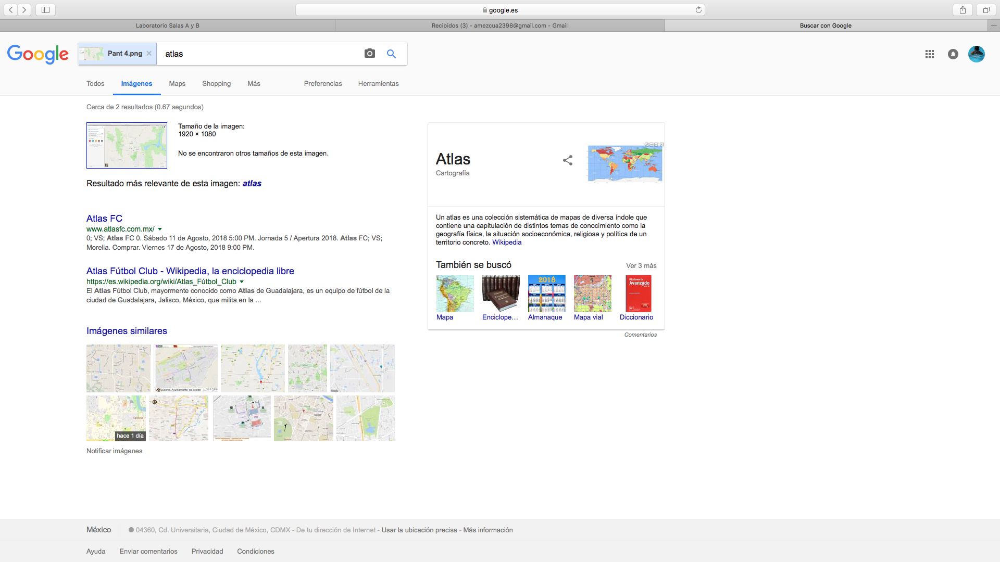 google.es
Laboratorio Salas A y B
Recibidos (3) - amezcua2398@gmail.com - Gmail
Buscar con Google
Google
Pant 4.png
atlas
Todos
Imágenes
Maps
Shopping
Más
Preferencias
Herramientas
Cerca de 2 resultados (0.67 segundos)
Tamaño de la imagen:
1920 × 1080
No se encontraron otros tamaños de esta imagen.
Resultado más relevante de esta imagen: atlas
Atlas FC
www.atlasfc.com.mx/
0; VS; Atlas FC 0. Sábado 11 de Agosto, 2018 5:00 PM. Jornada 5 / Apertura 2018. Atlas FC; VS;
Morelia. Comprar. Viernes 17 de Agosto, 2018 9:00 PM.
Atlas Fútbol Club - Wikipedia, la enciclopedia libre
https://es.wikipedia.org/wiki/Atlas_Fútbol_Club
El Atlas Fútbol Club, mayormente conocido como Atlas de Guadalajara, es un equipo de fútbol de la
ciudad de Guadalajara, Jalisco, México, que milita en la ...
Imágenes similares
Excmo. Ayuntamiento de Toledo
hace 1 día
Notificar imágenes
Atlas
Cartografía
Un atlas es una colección sistemática de mapas de diversa índole que
contiene una capitulación de distintos temas de conocimiento como la
geografía física, la situación socioeconómica, religiosa y política de un
territorio concreto. Wikipedia
También se buscó
Ver 3 más
2018
Diccionario
Avanzado
Mapa
Enciclope...
Almanaque
Mapa vial
Diccionario
Comentarios
México
04360, Cd. Universitaria, Ciudad de México, CDMX - De tu dirección de Internet - Usar la ubicación precisa - Más información
Ayuda
Enviar comentarios
Privacidad
Condiciones